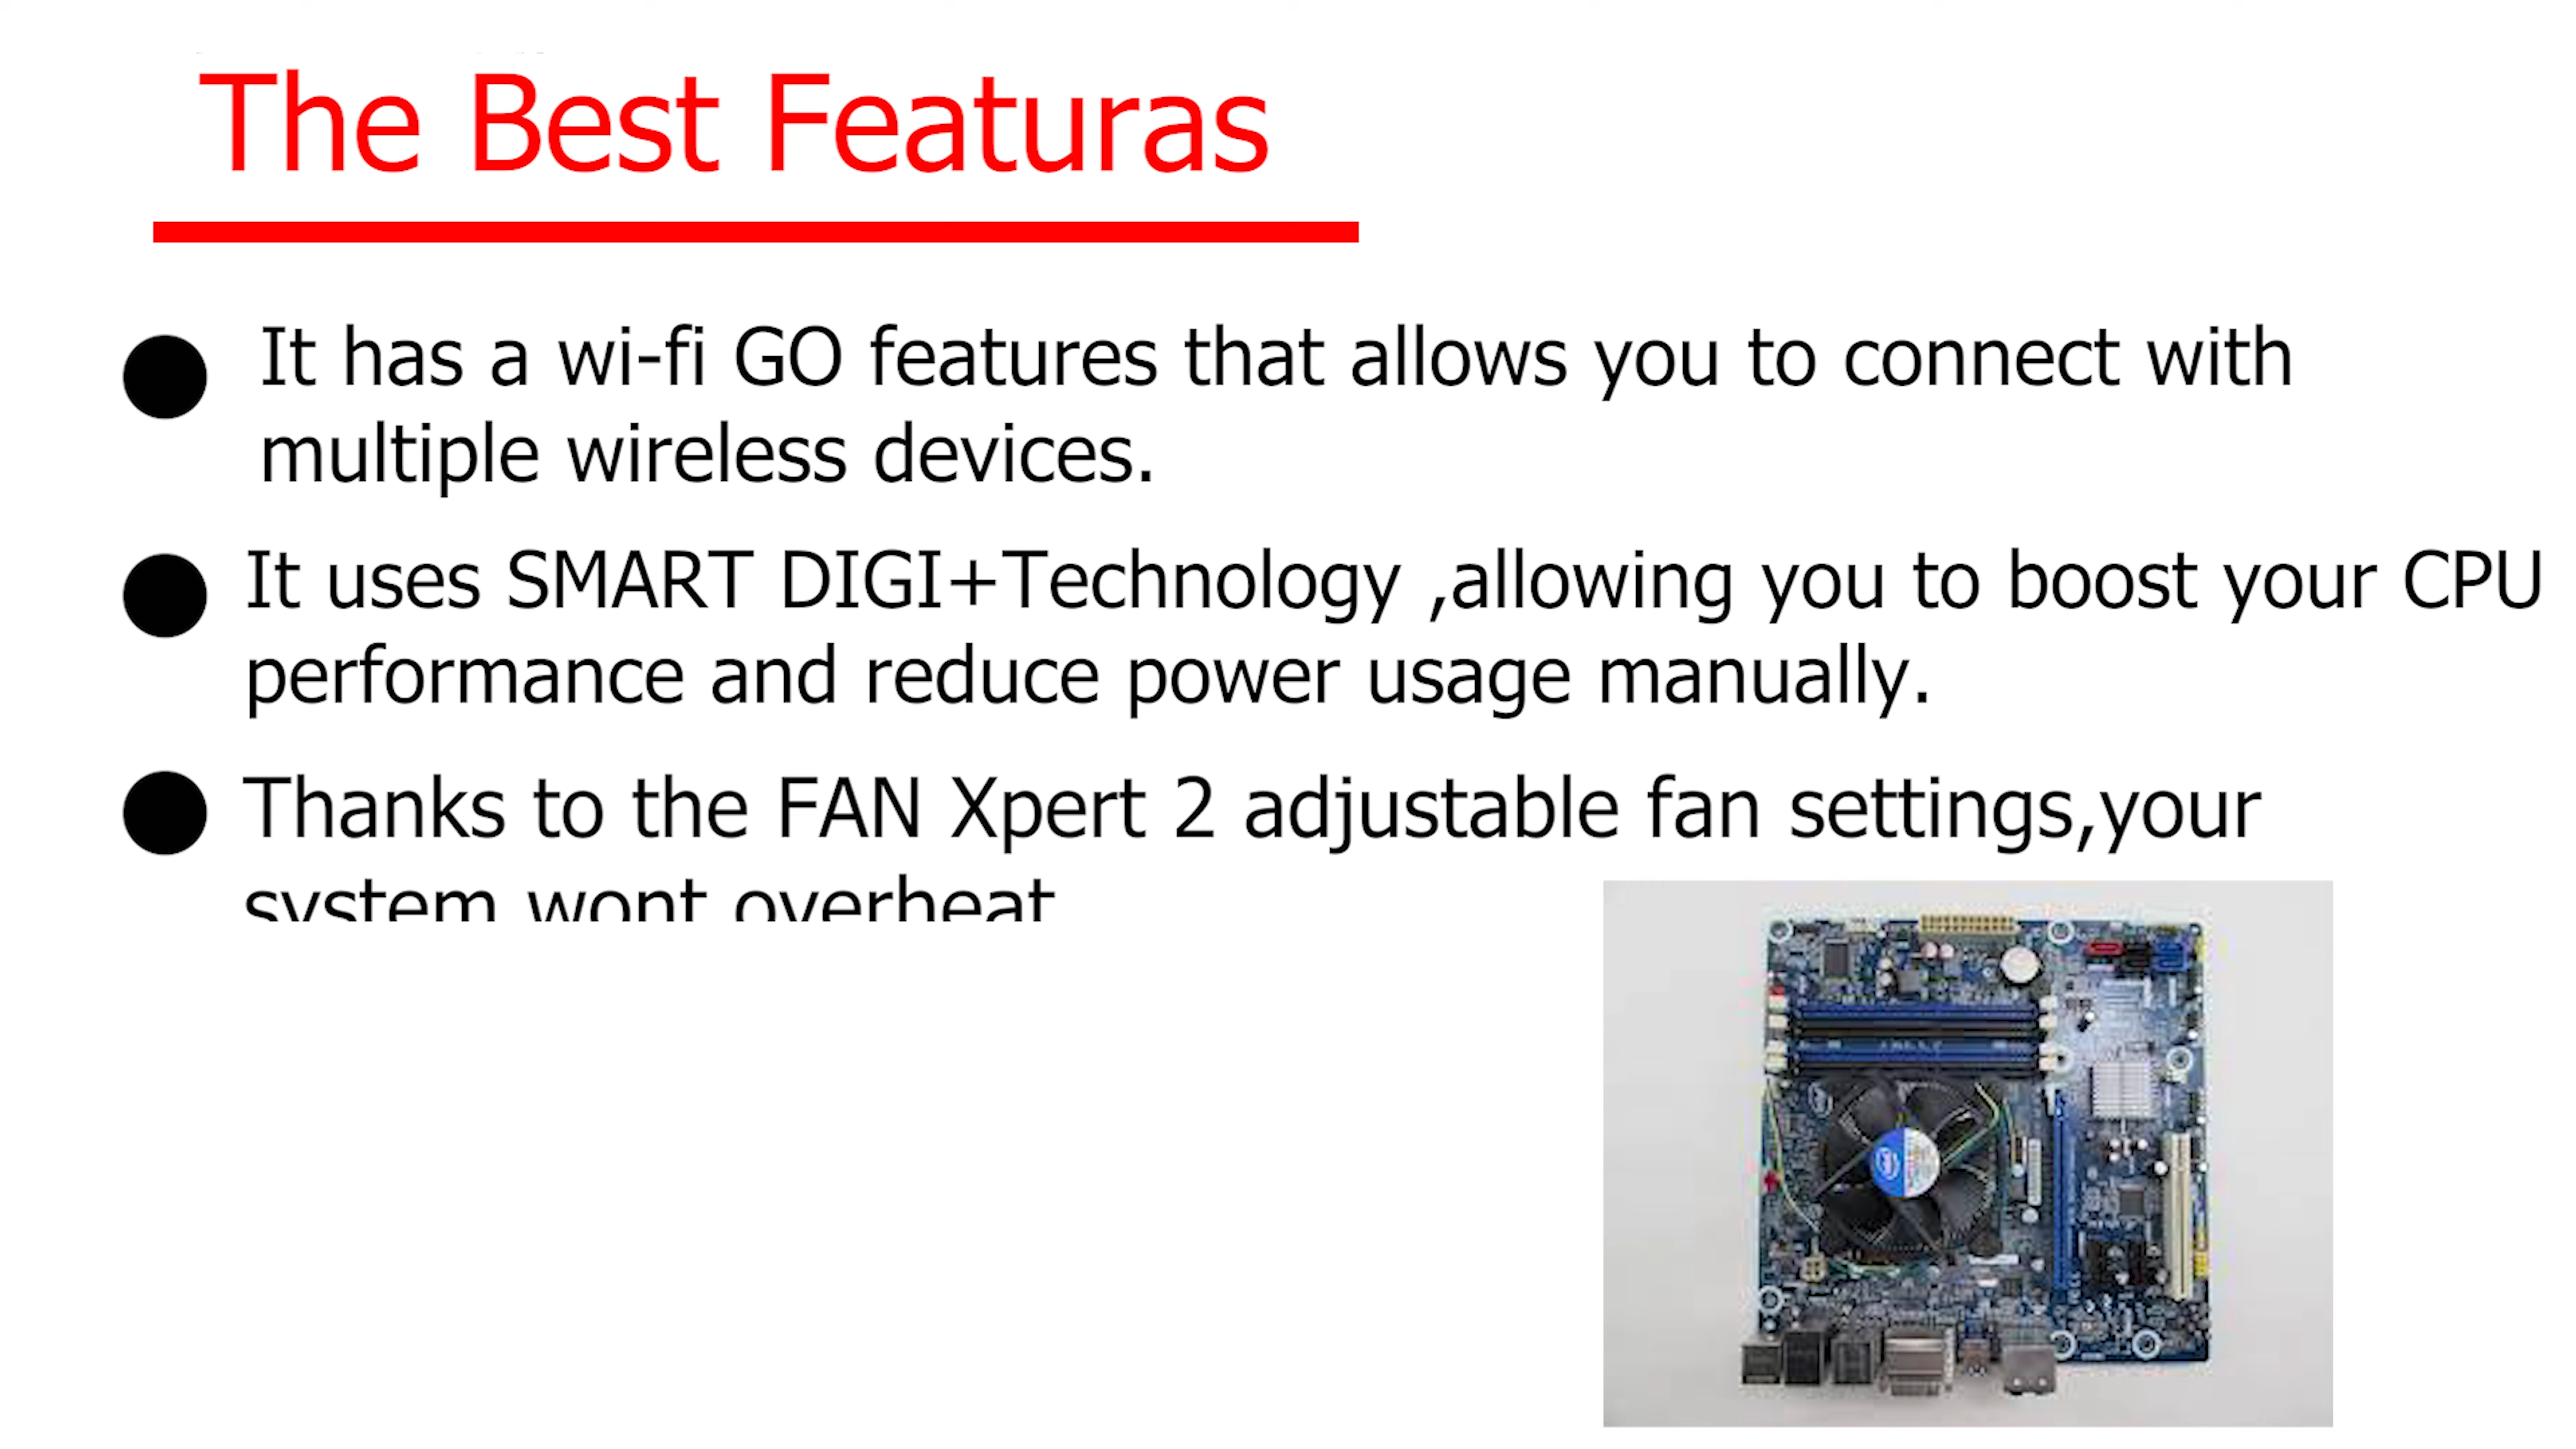 The Best Featuras
It has a wi-fi GO features that allows you to connect with
multiple wireless devices.
It uses SMART DIGI+Technology ,allowing you to boost your CPU
performance and reduce power usage manually.
Thanks to the FAN Xpert 2 adjustable fan settings,your
system wont overheat